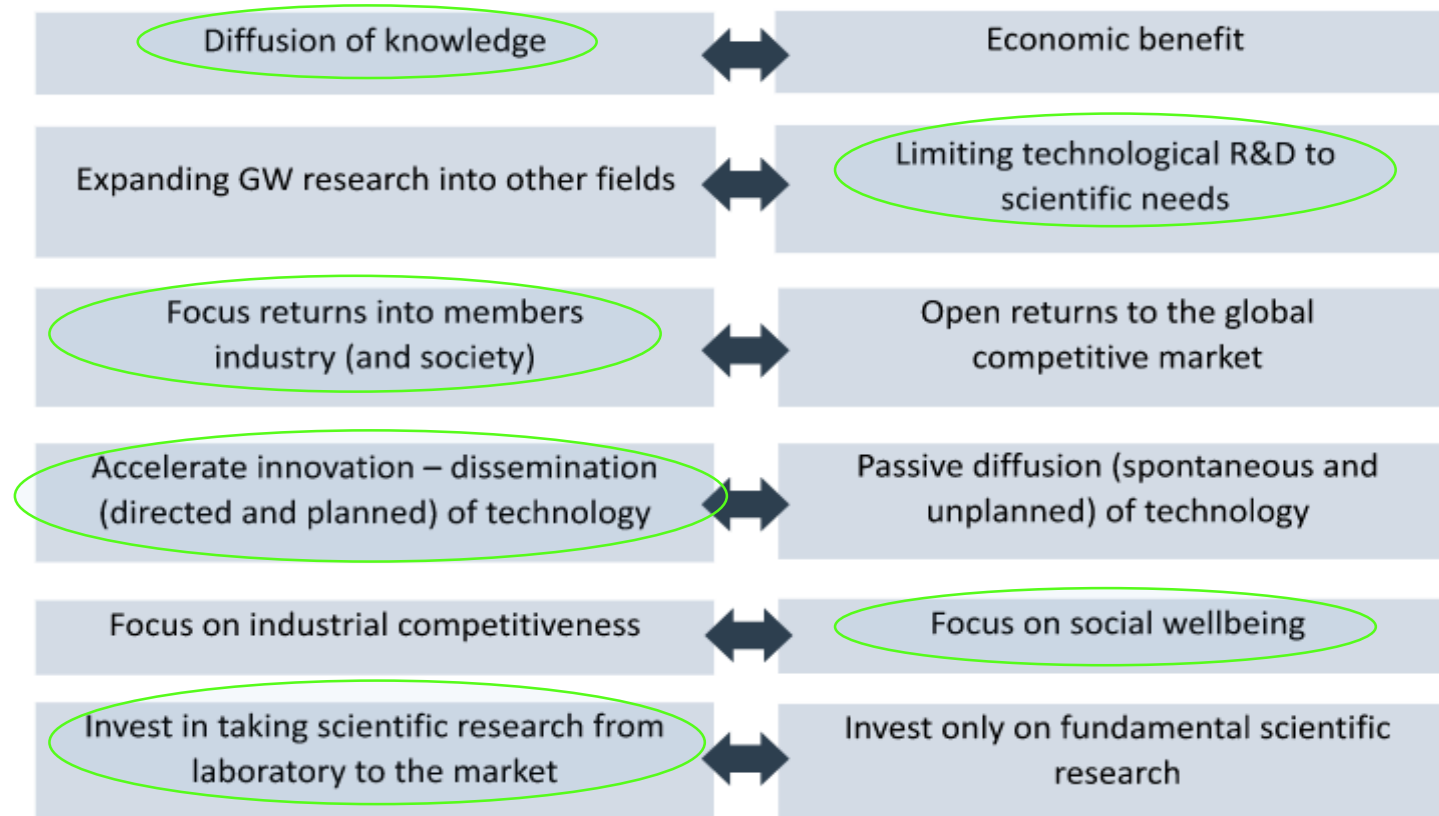 Diffusion of knowledge
Economic benefit
Expanding GW research into other fields
Limiting technological R&D to
scientific needs
Focus returns into members
industry (and society)
Open returns to the global
competitive market
Accelerate innovation – dissemination
(directed and planned) of technology
Passive diffusion (spontaneous and
unplanned) of technology
Focus on industrial competitiveness
Focus on social wellbeing
Invest in taking scientific research from
laboratory to the market
Invest only on fundamental scientific
research